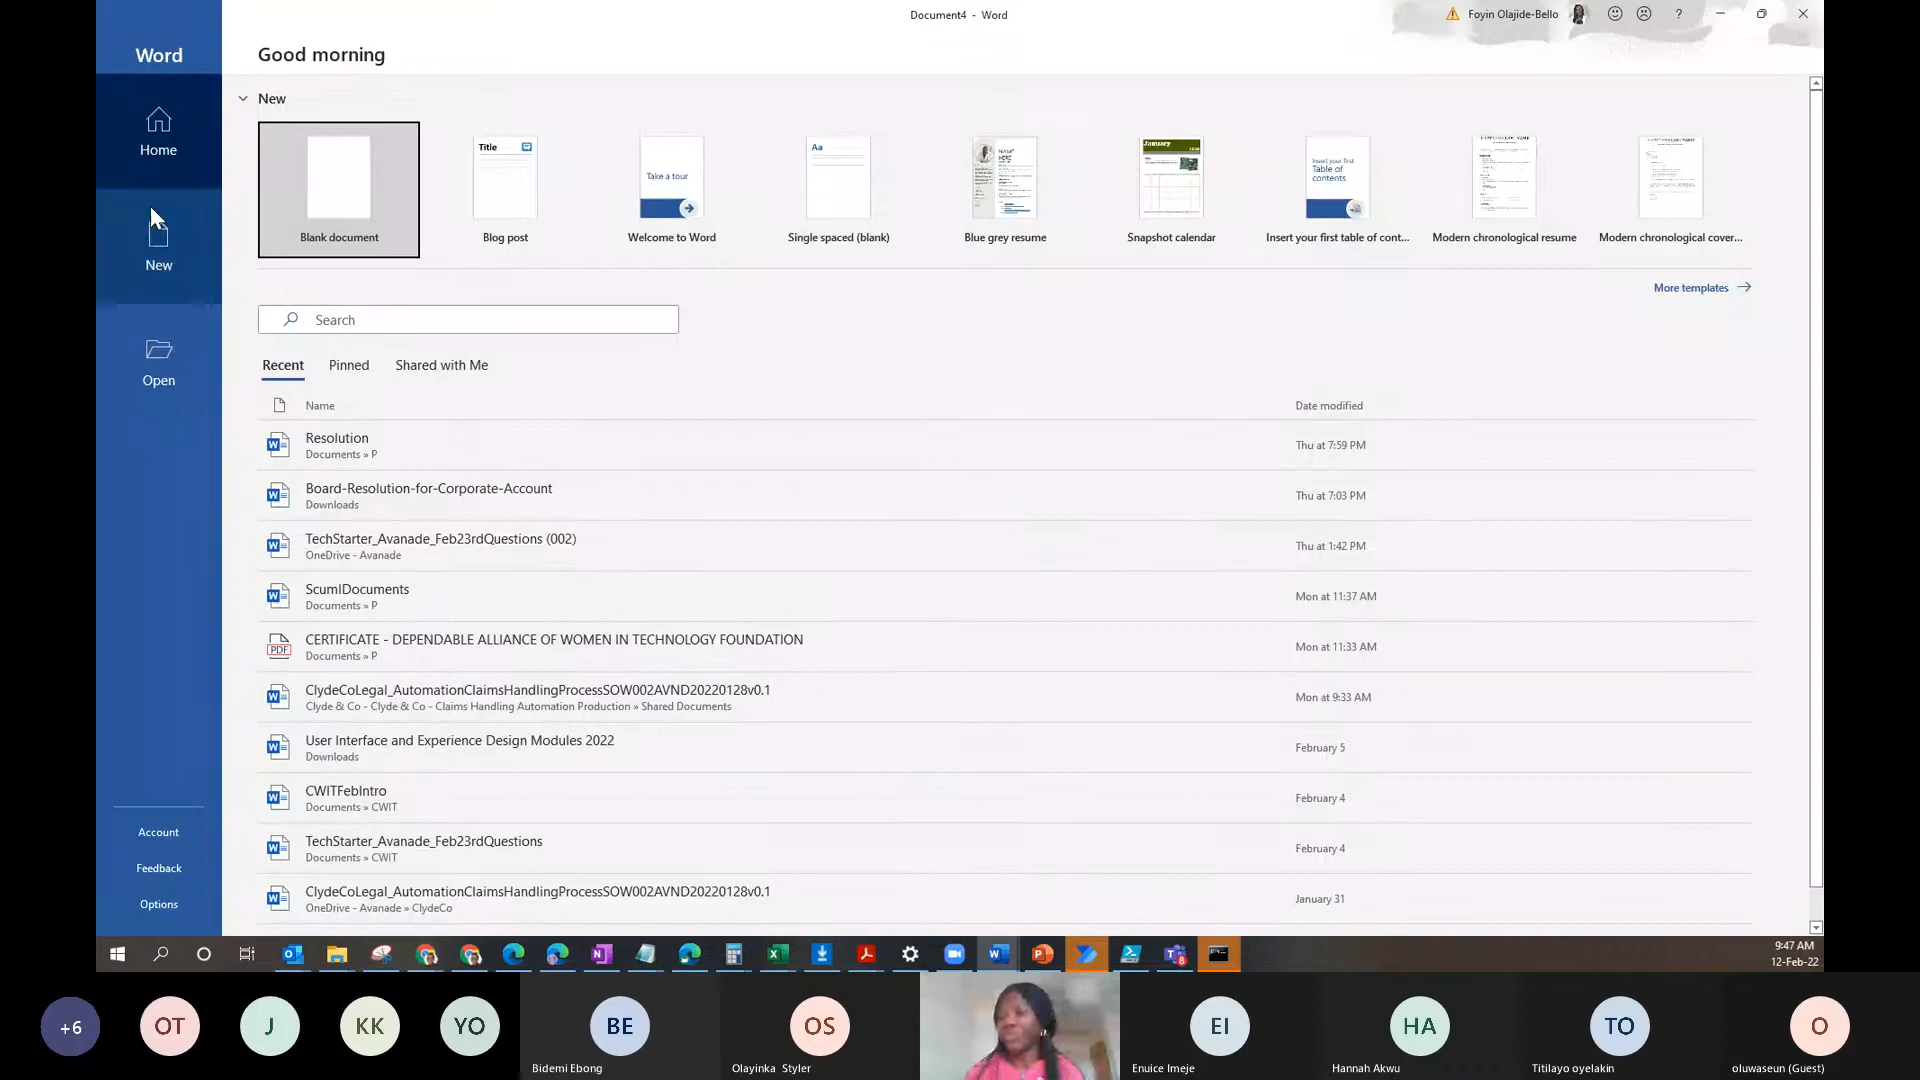 Document4 - Word
Foyin Olajide-Bello
?
Word
Good morning
Home
New
Open
Account
Feedback
Options
New
Blank document
Title
Blog post
Take a tour
Welcome to Word
Aa
Single spaced (blank)
Blue grey resume
January
Snapshot calendar
Insert your first
Table of
contents
Insert your first table of cont...
Modern chronological resume
Modern chronological cover...
More templates
Search
Recent Pinned Shared with Me
Name Date modified
Resolution
Documents » P
Thu at 7:59 PM
Board-Resolution-for-Corporate-Account
Downloads
Thu at 7:03 PM
TechStarter_Avanade_Feb23rdQuestions (002)
OneDrive - Avanade
Thu at 1:42 PM
ScumlDocuments
Documents » P
Mon at 11:37 AM
PDF
CERTIFICATE - DEPENDABLE ALLIANCE OF WOMEN IN TECHNOLOGY FOUNDATION
Documents » P
Mon at 11:33 AM
ClydeCoLegal_AutomationClaimsHandlingProcessSOW002AVND20220128v0.1
Clyde & Co - Clyde & Co - Claims Handling Automation Production » Shared Documents
Mon at 9:33 AM
User Interface and Experience Design Modules 2022
Downloads
February 5
CWITFebIntro
Documents » CWIT
February 4
TechStarter_Avanade_Feb23rdQuestions
Documents » CWIT
February 4
ClydeCoLegal_AutomationClaimsHandlingProcessSOW002AVND20220128v0.1
OneDrive - Avanade » ClydeCo
January 31
9:47 AM
12-Feb-22
+6
OT
J
KK
YO
BE
Bidemi Ebong
OS
Olayinka Styler
EI
Enuice Imeje
HA
Hannah Akwu
TO
Titilayo oyelakin
O
oluwaseun (Guest)